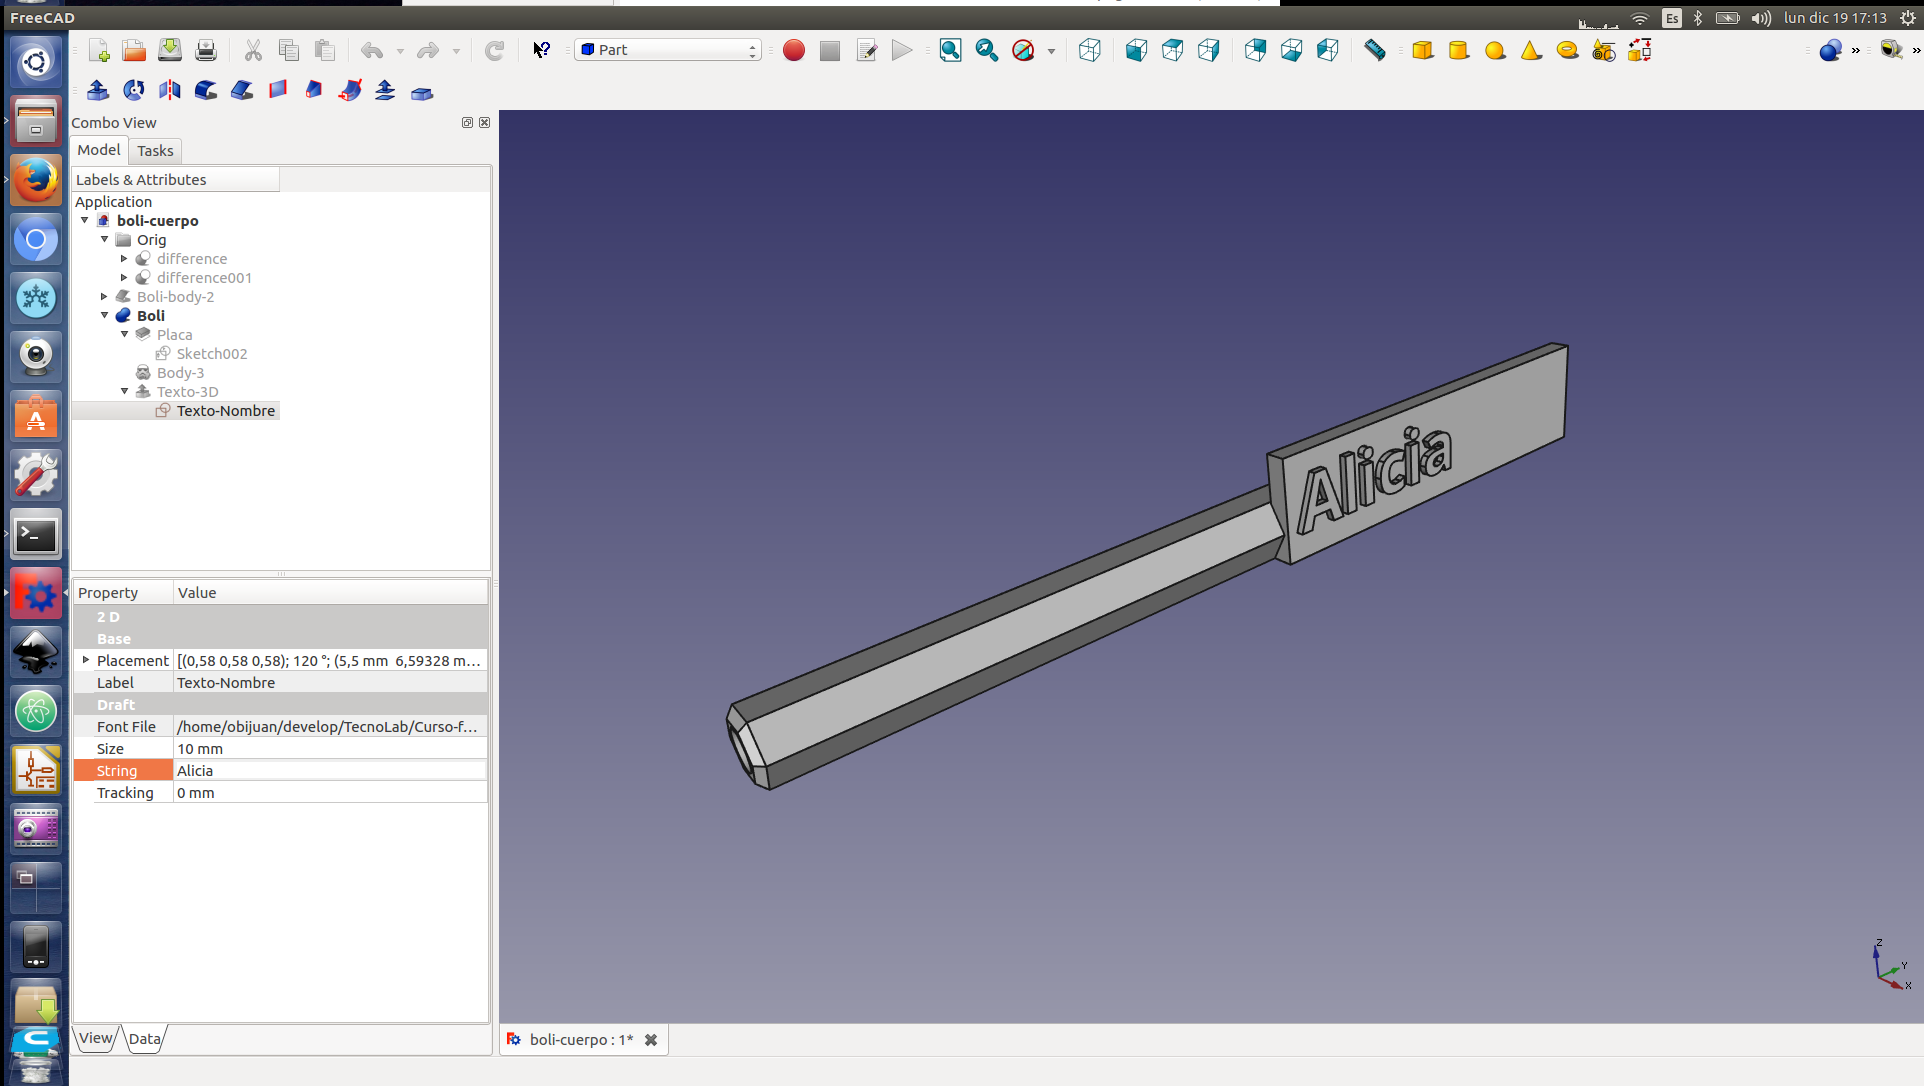 FreeCAD
Es
lun dic 19 17:13
Part
Combo View
Model
Tasks
Labels & Attributes
Application
boli-cuerpo
Orig
difference
difference001
Boli-body-2
Boli
Placa
Sketch002
Body-3
Texto-3D
Texto-Nombre
Alicia
Property Value
2 D
Base
Placement [(0,58 0,58 0,58); 120 °; (5,5 mm 6,59328 m...
Label Texto-Nombre
Draft
Font File /home/obijuan/develop/TecnoLab/Curso-f...
Size 10 mm
String Alicia
Tracking 0 mm
Z
Y
X
View
Data
boli-cuerpo : 1*